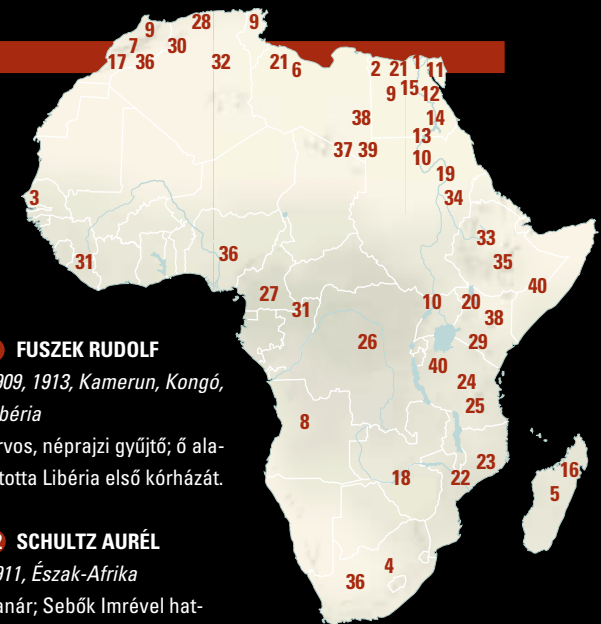 28 9
9
7 30
17 36 32 21 6 2 21 1 11
9 15 12
38 14
13
37 39 10
19
3 34
33
31 36 35
40
27 10 20
31 38
26 29
40
24
25
8
23
18 22 16
5
4
36
FUSZEK RUDOLF
909, 1913, Kamerun, Kongó,
béria
rvos, néprajzi gyűjtő; ő ala-
totta Libéria első kórházát.
2 SCHULTZ AURÉL
911, Észak-Afrika
anár; Sebők Imrével hat-